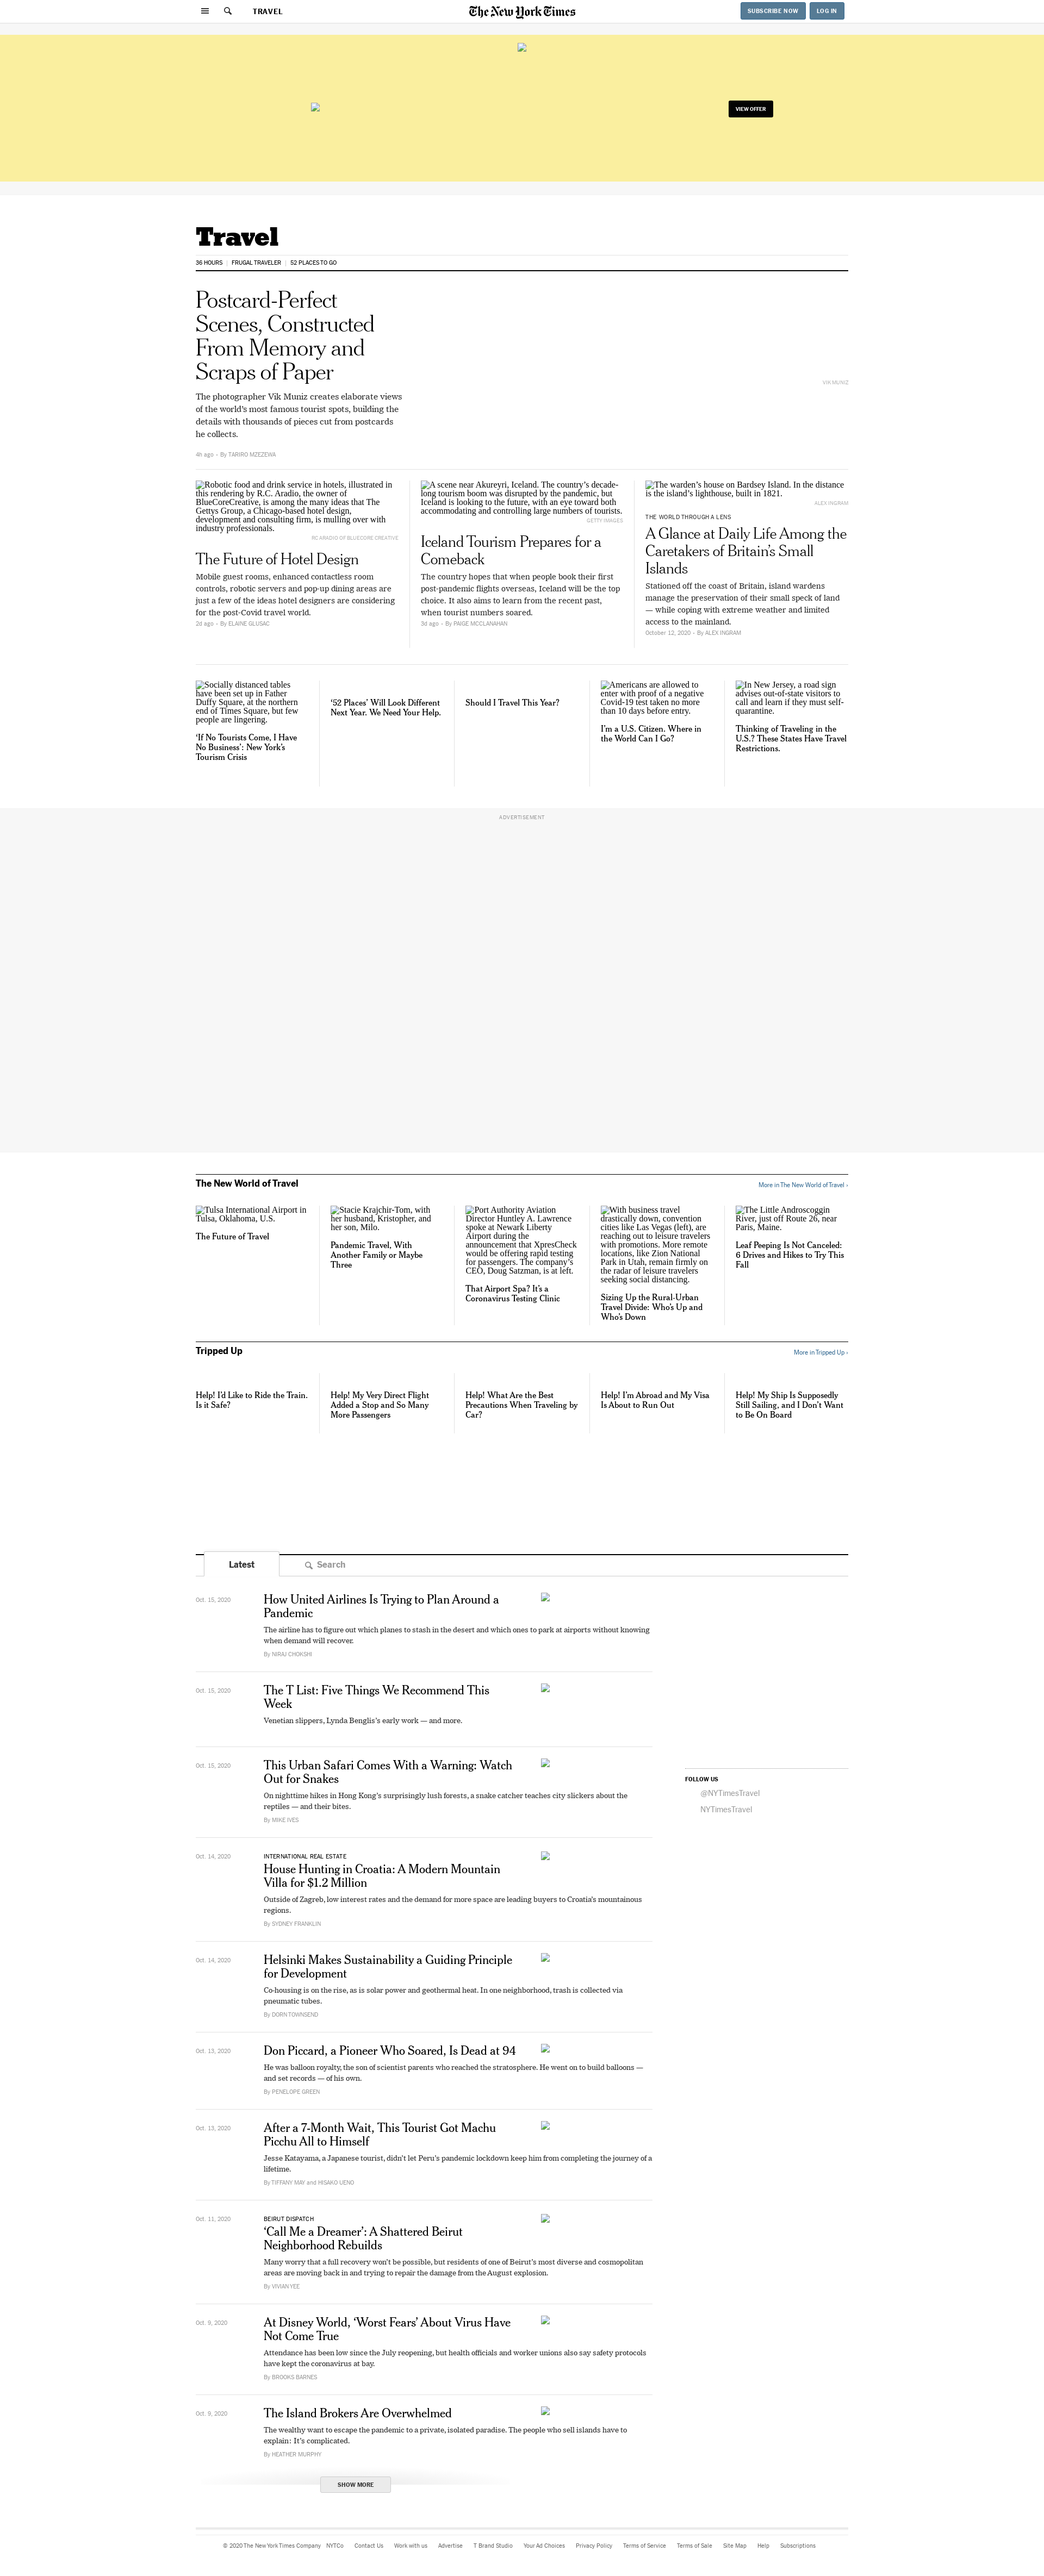 TRAVEL
The New York Times
SUBSCRIBE NOW
LOG IN
VIEW OFFER
Travel
36 HOURS
FRUGAL TRAVELER
52 PLACES TO GO
Postcard-Perfect
Scenes, Constructed
From Memory and
Scraps of Paper
VIK MUNIZ
The photographer Vik Muniz creates elaborate views
of the world's most famous tourist spots, building the
details with thousands of pieces cut from postcards
he collects.
4h ago - By TARIRO MZEZEWA
Robotic food and drink service in hotels, illustrated in
this rendering by R.C. Aradio, the owner of
BlueCoreCreative, is among the many ideas that The
Gettys Group, a Chicago-based hotel design,
development and consulting firm, is mulling over with
industry professionals.
RC ARADIO OF BLUECORE CREATIVE
The Future of Hotel Design
Mobile guest rooms, enhanced contactless room
controls, robotic servers and pop-up dining areas are
just a few of the ideas hotel designers are considering
for the post-Covid travel world.
2d ago - By ELAINE GLUSAC
A scene near Akureyri, Iceland. The country's decade-
long tourism boom was disrupted by the pandemic, but
Iceland is looking to the future, with an eye toward both
accommodating and controlling large numbers of tourists.
GETTY IMAGES
Iceland Tourism Prepares for a
Comeback
The country hopes that when people book their first
post-pandemic flights overseas, Iceland will be the top
choice. It also aims to learn from the recent past,
when tourist numbers soared.
3d ago - By PAIGE MCCLANAHAN
The warden's house on Bardsey Island. In the distance
is the island's lighthouse, built in 1821.
ALEX INGRAM
THE WORLD THROUGH A LENS
A Glance at Daily Life Among the
Caretakers of Britain's Small
Islands
Stationed off the coast of Britain, island wardens
manage the preservation of their small speck of land
— while coping with extreme weather and limited
access to the mainland.
October 12, 2020 - By ALEX INGRAM
Socially distanced tables
have been set up in Father
Duffy Square, at the northern
end of Times Square, but few
people are lingering.
'If No Tourists Come, I Have
No Business': New York's
Tourism Crisis
'52 Places' Will Look Different
Next Year. We Need Your Help.
Should I Travel This Year?
Americans are allowed to
enter with proof of a negative
Covid-19 test taken no more
than 10 days before entry.
I'm a U.S. Citizen. Where in
the World Can I Go?
In New Jersey, a road sign
advises out-of-state visitors to
call and learn if they must self-
quarantine.
Thinking of Traveling in the
U.S.? These States Have Travel
Restrictions.
ADVERTISEMENT
The New World of Travel
More in The New World of Travel ›
Tulsa International Airport in
Tulsa, Oklahoma, U.S.
The Future of Travel
Stacie Krajchir-Tom, with
her husband, Kristopher, and
her son, Milo.
Pandemic Travel, With
Another Family or Maybe
Three
Port Authority Aviation
Director Huntley A. Lawrence
spoke at Newark Liberty
Airport during the
announcement that XpresCheck
would be offering rapid testing
for passengers. The company's
CEO, Doug Satzman, is at left.
That Airport Spa? It's a
Coronavirus Testing Clinic
With business travel
drastically down, convention
cities like Las Vegas (left), are
reaching out to leisure travelers
with promotions. More remote
locations, like Zion National
Park in Utah, remain firmly on
the radar of leisure travelers
seeking social distancing.
Sizing Up the Rural-Urban
Travel Divide: Who's Up and
Who's Down
The Little Androscoggin
River, just off Route 26, near
Paris, Maine.
Leaf Peeping Is Not Canceled:
6 Drives and Hikes to Try This
Fall
Tripped Up
More in Tripped Up ›
Help! I'd Like to Ride the Train.
Is it Safe?
Help! My Very Direct Flight
Added a Stop and So Many
More Passengers
Help! What Are the Best
Precautions When Traveling by
Car?
Help! I'm Abroad and My Visa
Is About to Run Out
Help! My Ship Is Supposedly
Still Sailing, and I Don't Want
to Be On Board
Latest
Search
Oct. 15, 2020
How United Airlines Is Trying to Plan Around a
Pandemic
The airline has to figure out which planes to stash in the desert and which ones to park at airports without knowing
when demand will recover.
By NIRAJ CHOKSHI
Oct. 15, 2020
The T List: Five Things We Recommend This
Week
Venetian slippers, Lynda Benglis's early work — and more.
Oct. 15, 2020
This Urban Safari Comes With a Warning: Watch
Out for Snakes
On nighttime hikes in Hong Kong's surprisingly lush forests, a snake catcher teaches city slickers about the
reptiles — and their bites.
By MIKE IVES
FOLLOW US
@NYTimesTravel
NYTimesTravel
Oct. 14, 2020
INTERNATIONAL REAL ESTATE
House Hunting in Croatia: A Modern Mountain
Villa for $1.2 Million
Outside of Zagreb, low interest rates and the demand for more space are leading buyers to Croatia's mountainous
regions.
By SYDNEY FRANKLIN
Oct. 14, 2020
Helsinki Makes Sustainability a Guiding Principle
for Development
Co-housing is on the rise, as is solar power and geothermal heat. In one neighborhood, trash is collected via
pneumatic tubes.
By DORN TOWNSEND
Oct. 13, 2020
Don Piccard, a Pioneer Who Soared, Is Dead at 94
He was balloon royalty, the son of scientist parents who reached the stratosphere. He went on to build balloons —
and set records — of his own.
By PENELOPE GREEN
Oct. 13, 2020
After a 7-Month Wait, This Tourist Got Machu
Picchu All to Himself
Jesse Katayama, a Japanese tourist, didn't let Peru's pandemic lockdown keep him from completing the journey of a
lifetime.
By TIFFANY MAY and HISAKO UENO
Oct. 11, 2020
BEIRUT DISPATCH
'Call Me a Dreamer': A Shattered Beirut
Neighborhood Rebuilds
Many worry that a full recovery won't be possible, but residents of one of Beirut's most diverse and cosmopolitan
areas are moving back in and trying to repair the damage from the August explosion.
By VIVIAN YEE
Oct. 9, 2020
At Disney World, 'Worst Fears' About Virus Have
Not Come True
Attendance has been low since the July reopening, but health officials and worker unions also say safety protocols
have kept the coronavirus at bay.
By BROOKS BARNES
Oct. 9, 2020
The Island Brokers Are Overwhelmed
The wealthy want to escape the pandemic to a private, isolated paradise. The people who sell islands have to
explain: It's complicated.
By HEATHER MURPHY
SHOW MORE
© 2020 The New York Times Company NYTCo Contact Us Work with us Advertise T Brand Studio Your Ad Choices Privacy Policy Terms of Service Terms of Sale Site Map Help Subscriptions